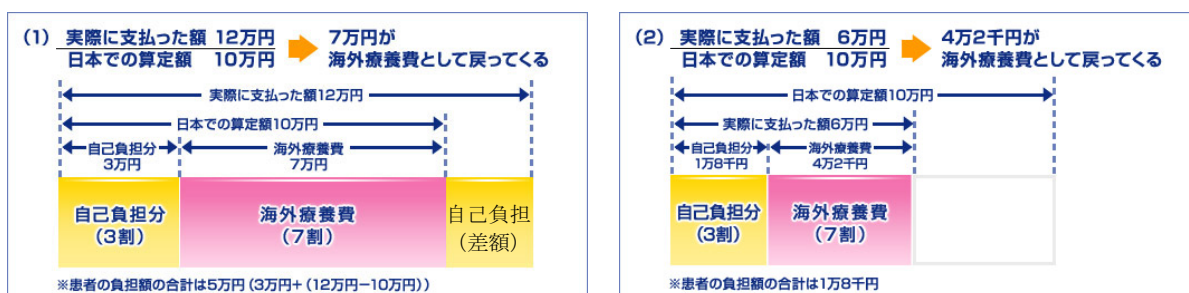 (1) 実際に支払った額 12万円
日本での算定額 10万円
7万円が
海外療養費として戻ってくる
実際に支払った額12万円
日本での算定額10万円
自己負担分
3万円
海外療養費
7万円
自己負担分
(3割)
海外療養費
(7割)
自己負担
(差額)
※患者の負担額の合計は5万円(3万円+(12万円−10万円))
(2) 実際に支払った額 6万円
日本での算定額 10万円
4万2千円が
海外療養費として戻ってくる
日本での算定額10万円
実際に支払った額6万円
自己負担分
1万8千円
海外療養費
4万2千円
自己負担分
(3割)
海外療養費
(7割)
※患者の負担額の合計は1万8千円